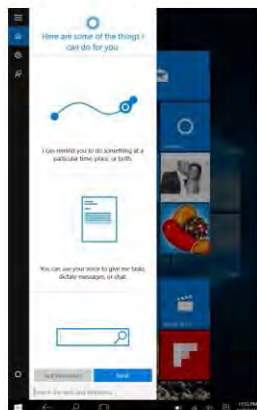 Here are some of the things I
can do for you
I can remind you to do something at a
particular time, place, or birth.
You can use your voice to give me tasks,
dictate messages, or chat
Next
Search the web and Windows